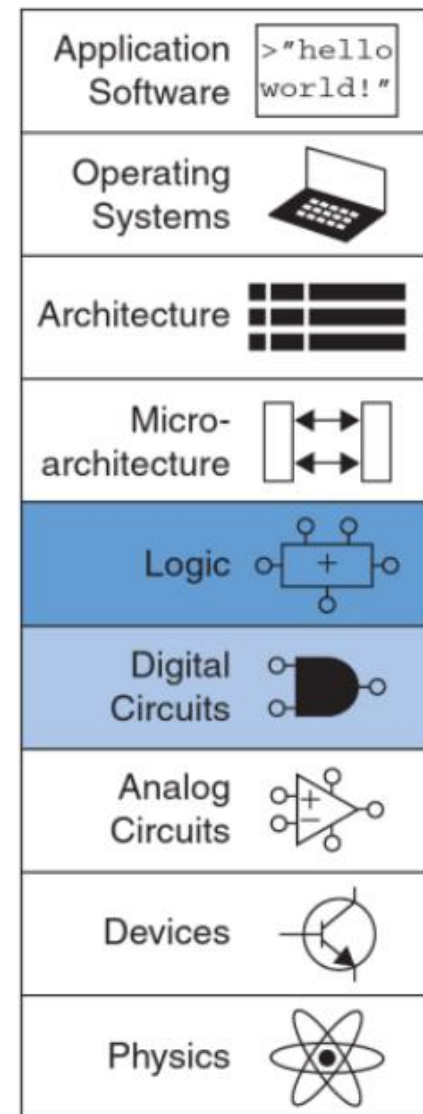 Application
Software
>"hello
world!"
Operating
Systems
Architecture
Micro-
architecture
Logic
+
Digital
Circuits
Analog
Circuits
+
−
Devices
Physics